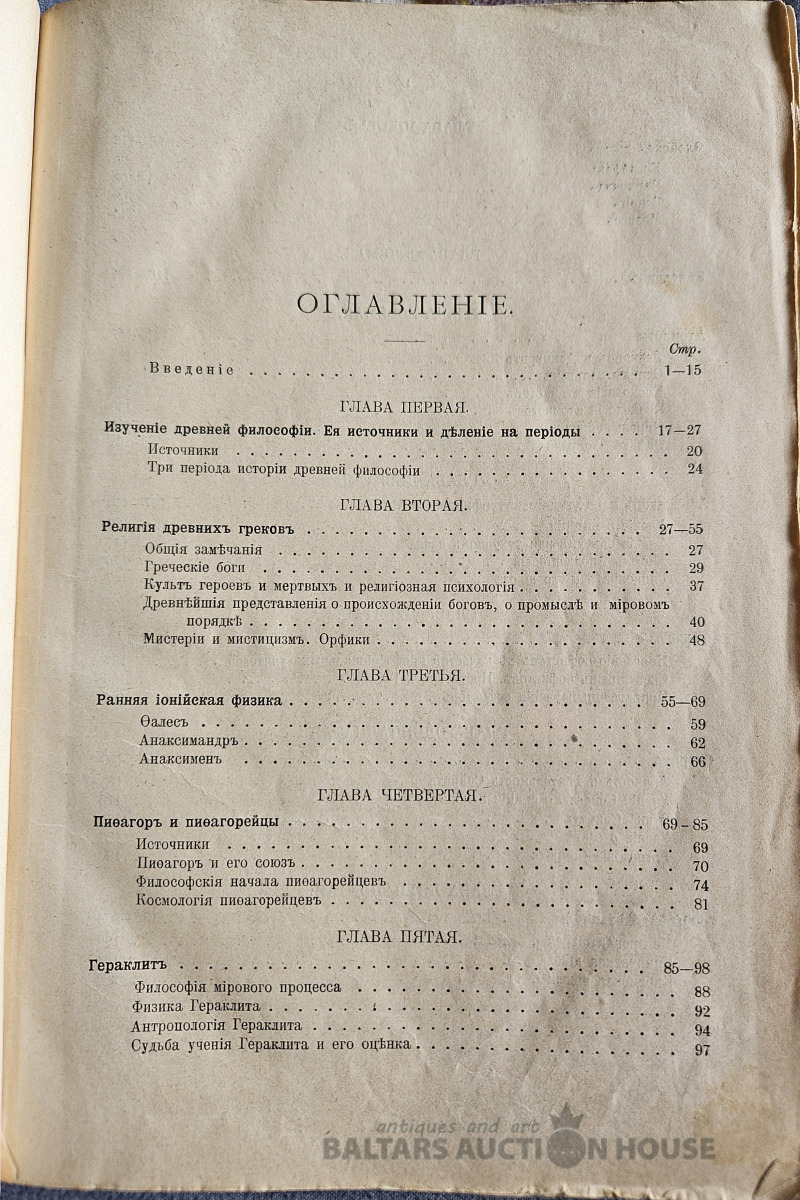 ОГЛАВЛЕНІЕ.
Стр.
Введеніе . . . . . . . . . . . . . . . . . . . . . . . . . . . 1—15
ГЛАВА ПЕРВАЯ.
Изученіе древней философіи. Ея источники и дѣленіе на періоды . . . . 17—27
Источники . . . . . . . . . . . . . . . . . . . . . . . . . . . . . . 20
Три періода исторіи древней философіи . . . . . . . . . . . . . . . . . 24
ГЛАВА ВТОРАЯ.
Религія древнихъ грековъ . . . . . . . . . . . . . . . . . . . . . . . . 27—55
Общія замѣчанія . . . . . . . . . . . . . . . . . . . . . . . . . . . . 27
Греческіе боги . . . . . . . . . . . . . . . . . . . . . . . . . . . . . 29
Культъ героевъ и мертвыхъ и религіозная психологія . . . . . . . . . . . 37
Древнѣйшія представленія о происхожденіи боговъ, о промыслѣ и міровомъ
порядкѣ . . . . . . . . . . . . . . . . . . . . . . . . . . . . . . 40
Мистеріи и мистицизмъ. Орфики . . . . . . . . . . . . . . . . . . . . . 48
ГЛАВА ТРЕТЬЯ.
Ранняя іонійская физика . . . . . . . . . . . . . . . . . . . . . . . . . 55—69
Ѳалесъ . . . . . . . . . . . . . . . . . . . . . . . . . . . . . . . . . 59
Анаксимандръ . . . . . . . . . . . . . . . . . . . . . . . . . . . . . . 62
Анаксименъ . . . . . . . . . . . . . . . . . . . . . . . . . . . . . . 66
ГЛАВА ЧЕТВЕРТАЯ.
Пиѳагоръ и пиѳагорейцы . . . . . . . . . . . . . . . . . . . . . . . . . 69-85
Источники . . . . . . . . . . . . . . . . . . . . . . . . . . . . . . . 69
Пиѳагоръ и его союзъ . . . . . . . . . . . . . . . . . . . . . . . . . . 70
Философскія начала пиѳагорейцевъ . . . . . . . . . . . . . . . . . . . 74
Космологія пиѳагорейцевъ . . . . . . . . . . . . . . . . . . . . . . . . 81
ГЛАВА ПЯТАЯ.
Гераклитъ . . . . . . . . . . . . . . . . . . . . . . . . . . . . . . . . 85—98
Философія мірового процесса . . . . . . . . . . . . . . . . . . . . . . 88
Физика Гераклита . . . . . . . . . . . . . . . . . . . . . . . . . . . . 92
Антропологія Гераклита . . . . . . . . . . . . . . . . . . . . . . . . . 94
Судьба ученія Гераклита и его оцѣнка . . . . . . . . . . . . . . . . . . 97
antiques and art
BALTARS AUCTION HOUSE